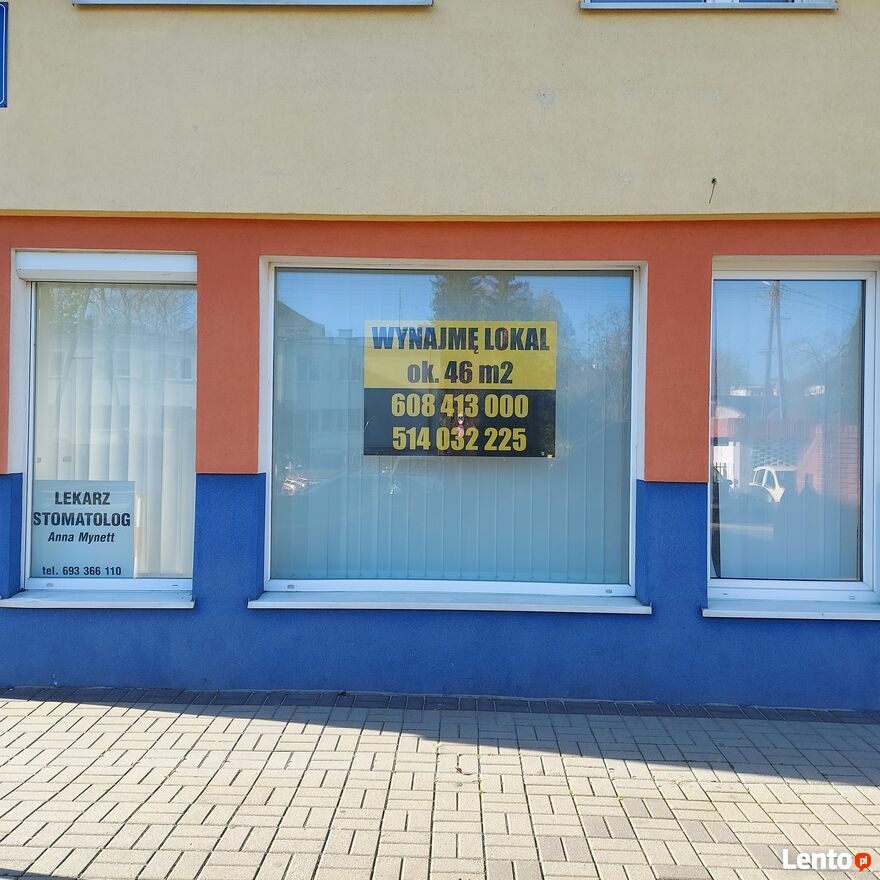 WYNAJMĘ LOKAL
ok. 46 m2
608 413 000
514 032 225
LEKARZ
STOMATOLOG
Anna Mynett
tel. 693 366 110
Lento.pl